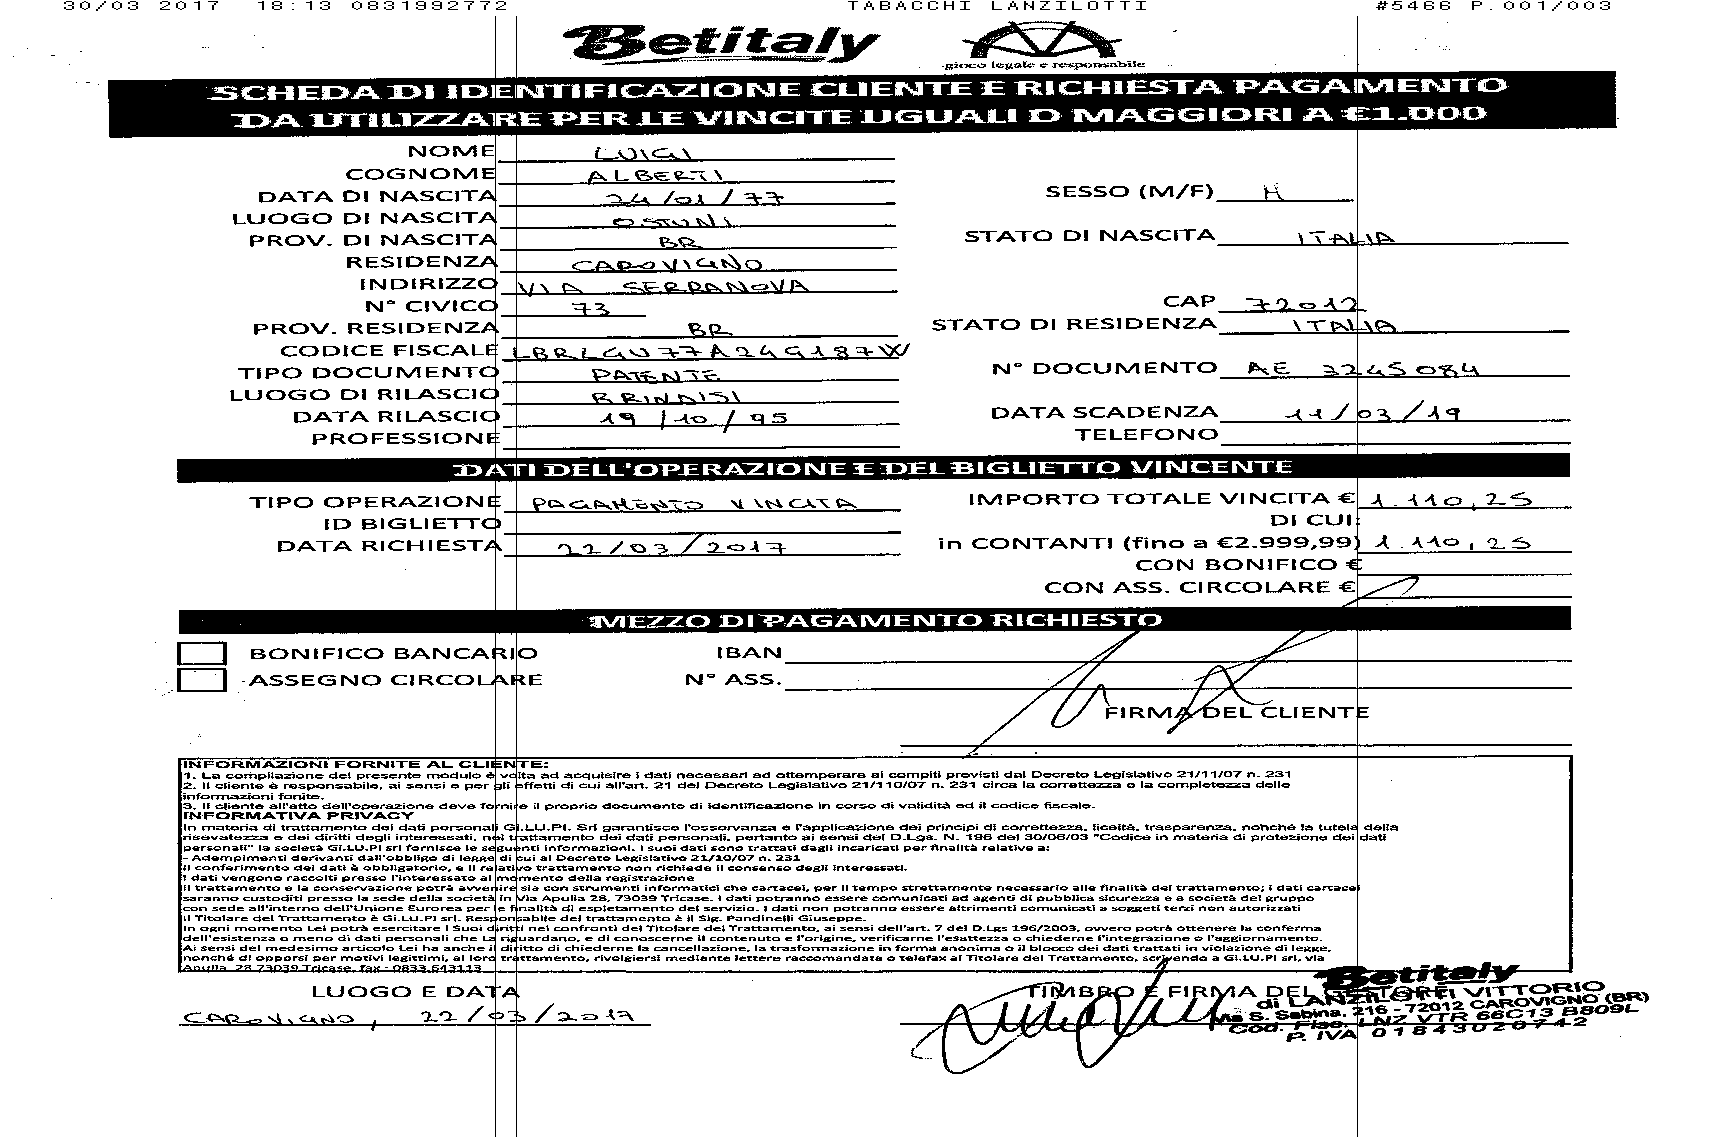 30/03 2017 18:13 0831992772 TABACCHI LANZILOTTI #5466 P.001/003
Betitaly gioco legale e responsabile
SCHEDA DI IDENTIFICAZIONE CLIENTE E RICHIESTA PAGAMENTO
DA UTILIZZARE PER LE VINCITE UGUALI O MAGGIORI A €1.000
NOME LUIGI
COGNOME ALBERTI
DATA DI NASCITA 24/01/77 SESSO (M/F) M
LUOGO DI NASCITA OSTUNI
PROV. DI NASCITA BR STATO DI NASCITA ITALIA
RESIDENZA CAROVIGNO
INDIRIZZO VIA SERRANOVA
N° CIVICO 73 CAP 72012
PROV. RESIDENZA BR STATO DI RESIDENZA ITALIA
CODICE FISCALE LBRLGU77A24G187W
TIPO DOCUMENTO PATENTE N° DOCUMENTO AE 2245084
LUOGO DI RILASCIO BRINDISI
DATA RILASCIO 19/10/95 DATA SCADENZA 11/03/19
PROFESSIONE TELEFONO
DATI DELL'OPERAZIONE E DEL BIGLIETTO VINCENTE
TIPO OPERAZIONE PAGAMENTO VINCITA IMPORTO TOTALE VINCITA € 1.110,25
ID BIGLIETTO DI CUI:
DATA RICHIESTA 22/03/2017 in CONTANTI (fino a €2.999,99) 1.110,25
CON BONIFICO €
CON ASS. CIRCOLARE €
MEZZO DI PAGAMENTO RICHIESTO
BONIFICO BANCARIO IBAN
ASSEGNO CIRCOLARE N° ASS.
FIRMA DEL CLIENTE
INFORMAZIONI FORNITE AL CLIENTE:
1. La compilazione del presente modulo è volta ad acquisire i dati necessari ad ottemperare ai compiti previsti dal Decreto Legislativo 21/11/07 n. 231
2. Il cliente è responsabile, ai sensi e per gli effetti di cui all'art. 21 del Decreto Legislativo 21/110/07 n. 231 circa la correttezza o la completezza delle
informazioni fonite.
3. Il cliente all'atto dell'operazione deve fornire il proprio documento di identificazione in corso di validità ed il codice fiscale.
INFORMATIVA PRIVACY
In materia di trattamento dei dati personali Gi.LU.PI. Srl garantisce l'osservanza e l'applicazione dei principi di correttezza, liceità, trasparenza, nonché la tutela della
riservatezza e dei diritti degli interessati, nel trattamento dei dati personali, pertanto ai sensi del D.Lgs. N. 196 del 30/06/03 "Codice in materia di protezione dei dati
personali" la società Gi.LU.PI srl fornisce le seguenti informazioni. I suoi dati sono trattati dagli incaricati per finalità relative a:
- Adempimenti derivanti dall'obbligo di legge di cui al Decreto Legislativo 21/10/07 n. 231
Il conferimento dei dati è obbligatorio, e il relativo trattamento non richiede il consenso degli interessati.
I dati vengono raccolti presso l'interessato al momento della registrazione
Il trattamento e la conservazione potrà avvenire sia con strumenti informatici che cartacei, per il tempo strettamente necessario alle finalità del trattamento; i dati cartacei
saranno custoditi presso la sede della società in Via Apulia 28, 73039 Tricase. I dati potranno essere comunicati ad agenti di pubblica sicurezza e a società del gruppo
con sede all'interno dell'Unione Eurorea per le finalità di espletamento del servizio. I dati non potranno essere altrimenti comunicati a soggeti terzi non autorizzati
Il Titolare del Trattamento è Gi.LU.PI srl. Responsabile del trattamento è il Sig. Pandinelli Giuseppe.
In ogni momento Lei potrà esercitare i Suoi diritti nei confronti del Titolare del Trattamento, ai sensi dell'art. 7 del D.Lgs 196/2003, ovvero potrà ottenere la conferma
dell'esistenza o meno di dati personali che La riguardano, e di conoscerne il contenuto e l'origine, verificarne l'esattezza o chiederne l'integrazione o l'aggiornamento.
Ai sensi del medesimo articolo Lei ha anche il diritto di chiederne la cancellazione, la trasformazione in forma anonima o il blocco dei dati trattati in violazione di legge,
nonché di opporsi per motivi legittimi, al loro trattamento, rivolgiersi mediante lettere raccomandata o telefax al Titolare del Trattamento, scrivendo a Gi.LU.PI srl, via
Apulia, 28 73039 Tricase, fax - 0833.543113
LUOGO E DATA TIMBRO E FIRMA DEL
CAROVIGNO, 22/03/2017
Betitaly
di LANZILOTTI VITTORIO
Via S. Sabina, 216 - 72012 CAROVIGNO (BR)
Cod. Fisc. LNZ VTR 66C13 B809L
P. IVA 01843020742